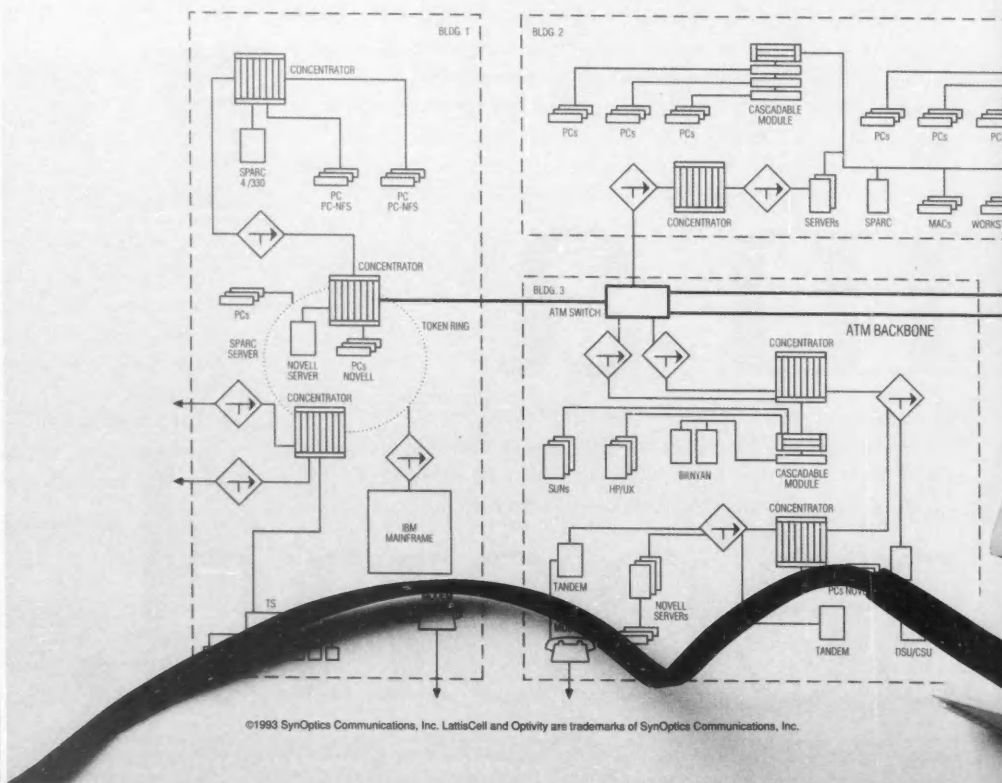 BLDG. 1
CONCENTRATOR
SPARC
4 /330
PC
PC-NFS
PC
PC-NFS
CONCENTRATOR
PCs
SPARC
SERVER
NOVELL
SERVER
PCs
NOVELL
TOKEN RING
CONCENTRATOR
IBM
MAINFRAME
TS
BLDG. 2
CASCADABLE
MODULE
PCs
PCs
PCs
PCs
PCs
CONCENTRATOR
SERVERs
SPARC
MACs
BLDG. 3
ATM SWITCH
ATM BACKBONE
CONCENTRATOR
SUNs
HP/UX
BANYAN
CASCADABLE
MODULE
CONCENTRATOR
TANDEM
NOVELL
SERVERs
PCs
TANDEM
DSU/CSU
©1993 SynOptics Communications, Inc. LattisCell and Optivity are trademarks of SynOptics Communications, Inc.